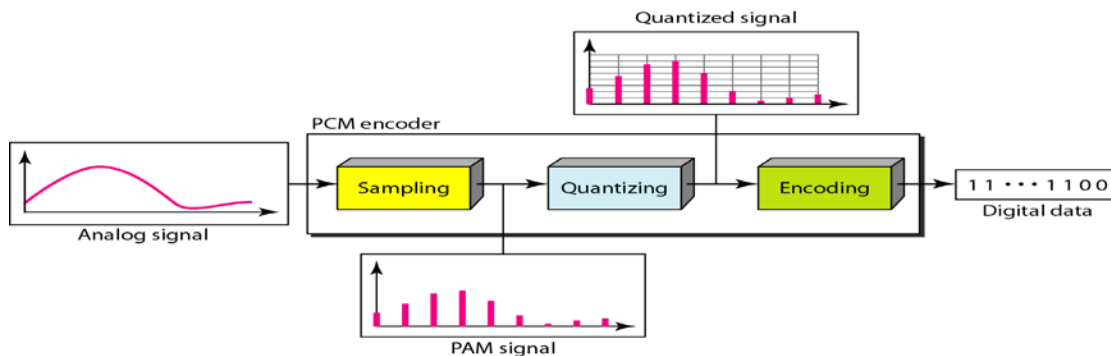 Quantized signal
PCM encoder
Sampling
Quantizing
Encoding
11 ••• 1100
Digital data
Analog signal
PAM signal